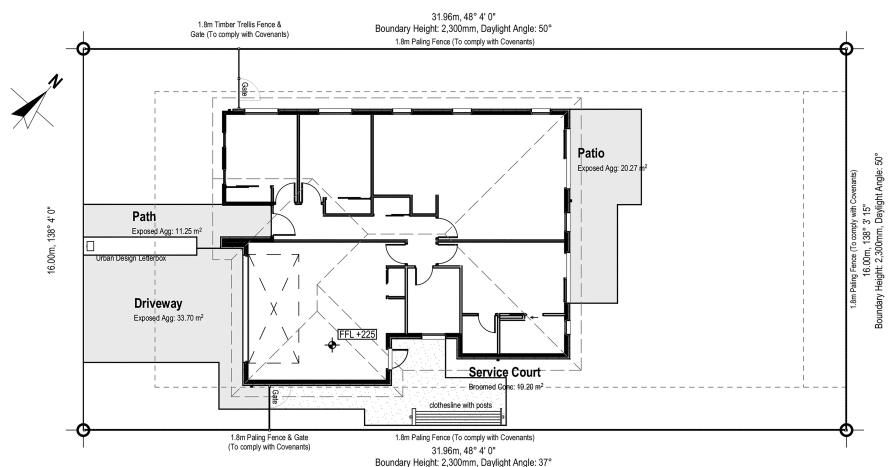 31.96m, 48° 4' 0"
Boundary Height: 2,300mm, Daylight Angle: 50°
1.8m Paling Fence (To comply with Covenants)
1.8m Timber Trellis Fence &
Gate (To comply with Covenants)
N
Gate
Patio
Exposed Agg: 20.27 m²
Path
Exposed Agg: 11.25 m²
Urban Design Letterbox
Driveway
Exposed Agg: 33.70 m²
16.00m, 138° 4' 0"
FFL +225
Service Court
Broomed Conc: 19.20 m²
clothesline with posts
Gate
1.8m Paling Fence (To comply with Covenants)
16.00m, 138° 3' 15"
Boundary Height: 2,300mm, Daylight Angle: 50°
1.8m Paling Fence & Gate
(To comply with Covenants)
1.8m Paling Fence (To comply with Covenants)
31.96m, 48° 4' 0"
Boundary Height: 2,300mm, Daylight Angle: 37°